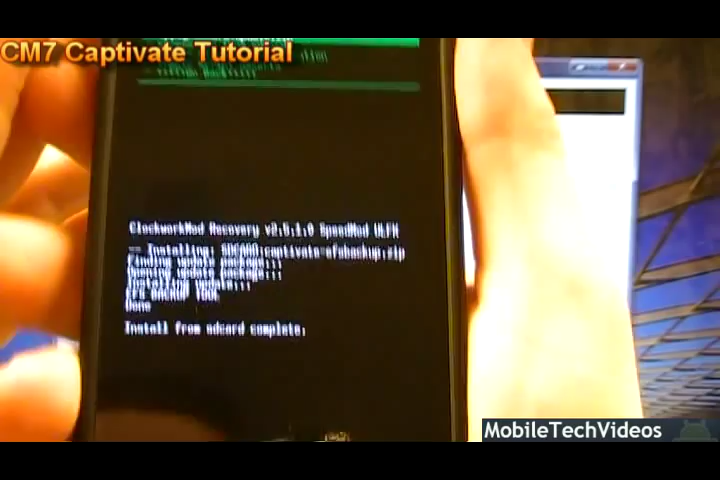 CM7 Captivate Tutorial
ClockworkMod Recovery v2.5.1.0 SpeedMod ULFK
-- Installing: SDCARD:captivate-efsbackup.zip
Finding update package...
Opening update package...
Installing update...
EFS BACKUP TOOL
Done
Install from sdcard complete.
MobileTechVideos